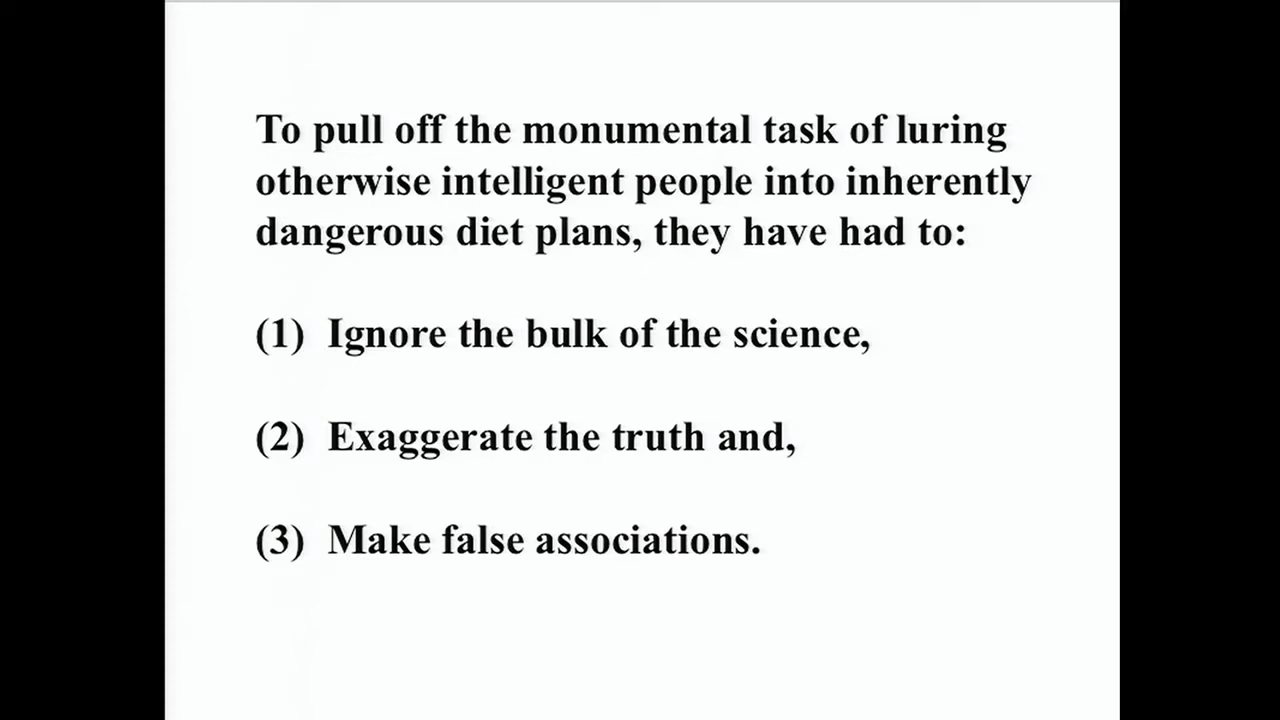 To pull off the monumental task of luring
otherwise intelligent people into inherently
dangerous diet plans, they have had to:
(1) Ignore the bulk of the science,
(2) Exaggerate the truth and,
(3) Make false associations.